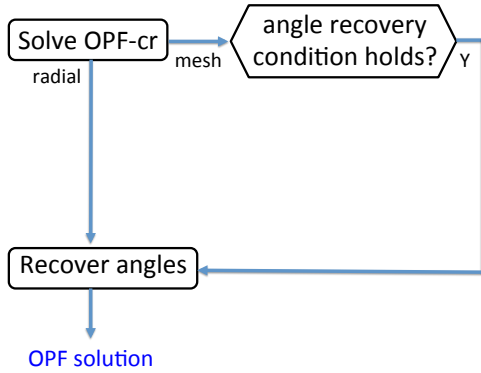 Solve OPF-cr
angle recovery
condition holds?
radial
mesh
Y
Recover angles
OPF solution